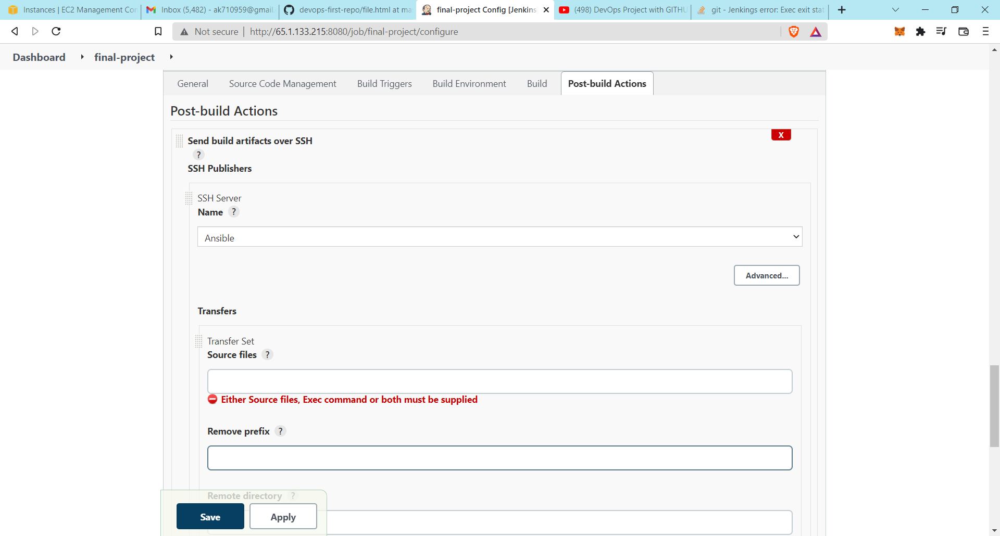 Instances | EC2 Management Con
Inbox (5,482) - ak710959@gmail.
devops-first-repo/file.html at ma
final-project Config [Jenkins
(498) DevOps Project with GITHU
git - Jenkings error: Exec exit stat
Not secure | http://65.1.133.215:8080/job/final-project/configure
Dashboard final-project
General Source Code Management Build Triggers Build Environment Build Post-build Actions
Post-build Actions
X
Send build artifacts over SSH
?
SSH Publishers
SSH Server
Name ?
Ansible
Advanced...
Transfers
Transfer Set
Source files ?
Either Source files, Exec command or both must be supplied
Remove prefix ?
Remote directory ?
Save Apply